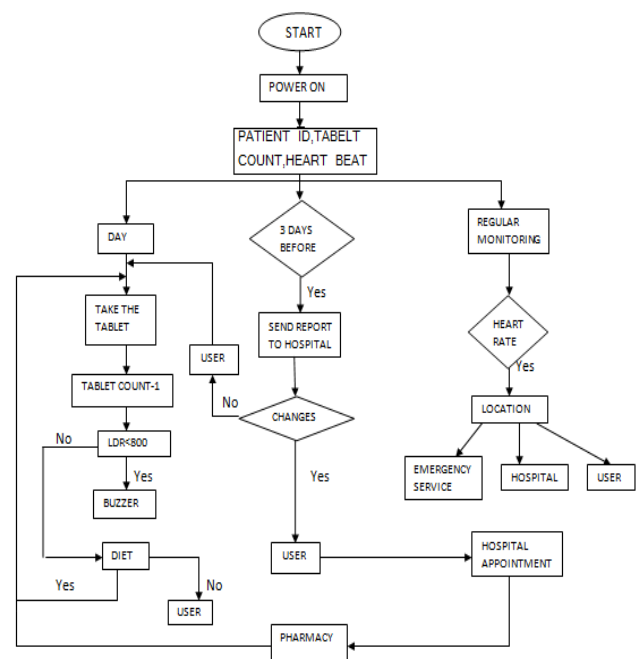 START
POWER ON
PATIENT ID,TABELT
COUNT,HEART BEAT
DAY
3 DAYS
BEFORE
REGULAR
MONITORING
Yes
TAKE THE
TABLET
SEND REPORT
TO HOSPITAL
USER
HEART
RATE
Yes
TABLET COUNT-1
No
CHANGES
LOCATION
No
LDR<800
Yes
BUZZER
Yes
EMERGENCY
SERVICE
HOSPITAL
USER
DIET
Yes
No
USER
USER
HOSPITAL
APPOINTMENT
PHARMACY